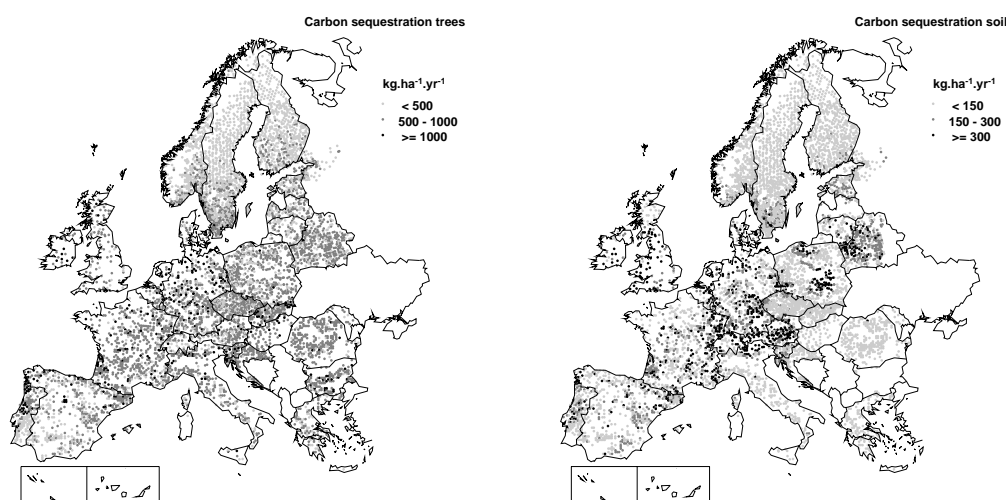 Carbon sequestration trees
kg.ha⁻¹.yr⁻¹
< 500
500 - 1000
>= 1000
Carbon sequestration soil
kg.ha⁻¹.yr⁻¹
< 150
150 - 300
>= 300